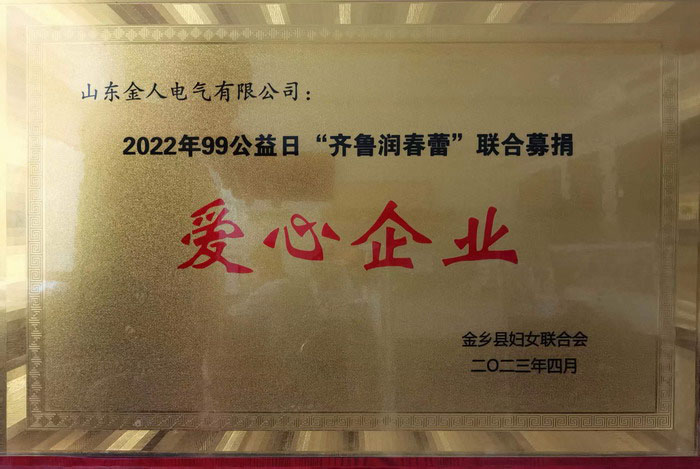 山东金人电气有限公司：
2022年99公益日“齐鲁润春蕾”联合募捐
爱心企业
金乡县妇女联合会
二〇二三年四月